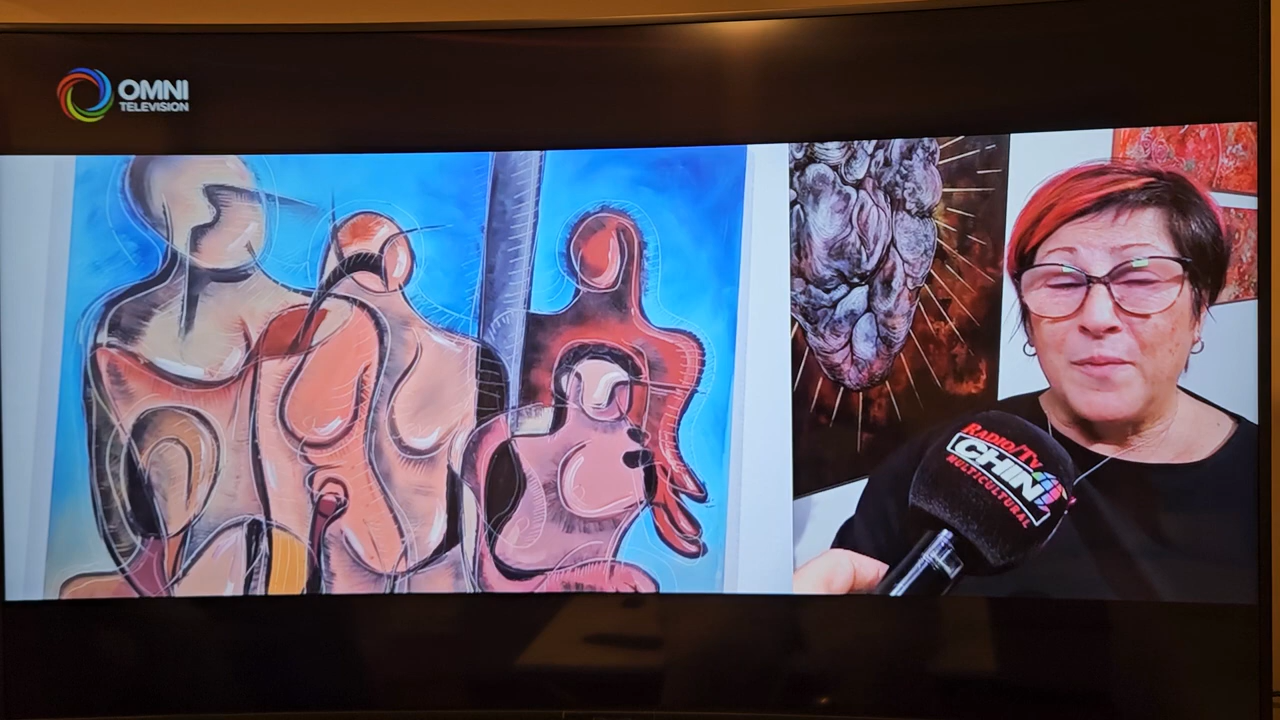 OMNI
TELEVISION
RADIO/TV
CHIN
MULTICULTURAL